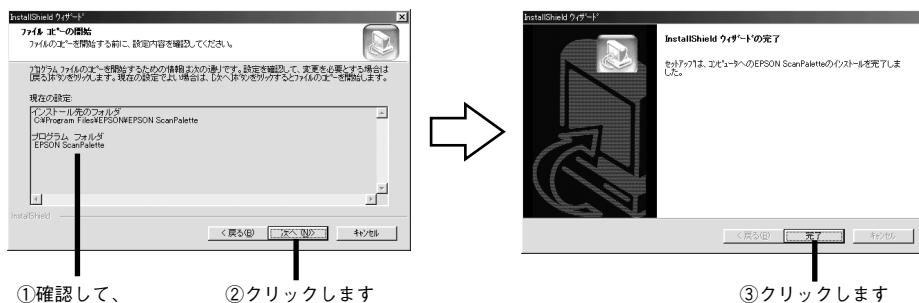 InstallShield ウィザード
ファイル コピーの開始
ファイルのコピーを開始する前に、設定内容を確認してください。
プログラム ファイルのコピーを開始するための情報は次の通りです。設定を確認して、変更を必要とする場合は
[戻る]ボタンをクリックします。現在の設定でよい場合は、[次へ]ボタンをクリックするとファイルのコピーを開始します。
現在の設定:
インストール先のフォルダ
C:¥Program Files¥EPSON¥EPSON ScanPalette
プログラム フォルダ
EPSON ScanPalette
InstallShield
< 戻る(B)
次へ (N)>
キャンセル
①確認して、
②クリックします
InstallShield ウィザード
InstallShield ウィザードの完了
セットアップは、コンピュータへのEPSON ScanPaletteのインストールを完了しま
した。
< 戻る(B)
完了
キャンセル
③クリックします